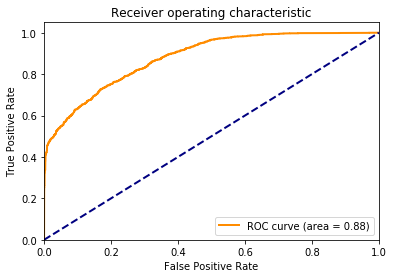 Receiver operating characteristic
True Positive Rate
1.0
0.8
0.6
0.4
0.2
0.0
0.0 0.2 0.4 0.6 0.8 1.0
False Positive Rate
ROC curve (area = 0.88)